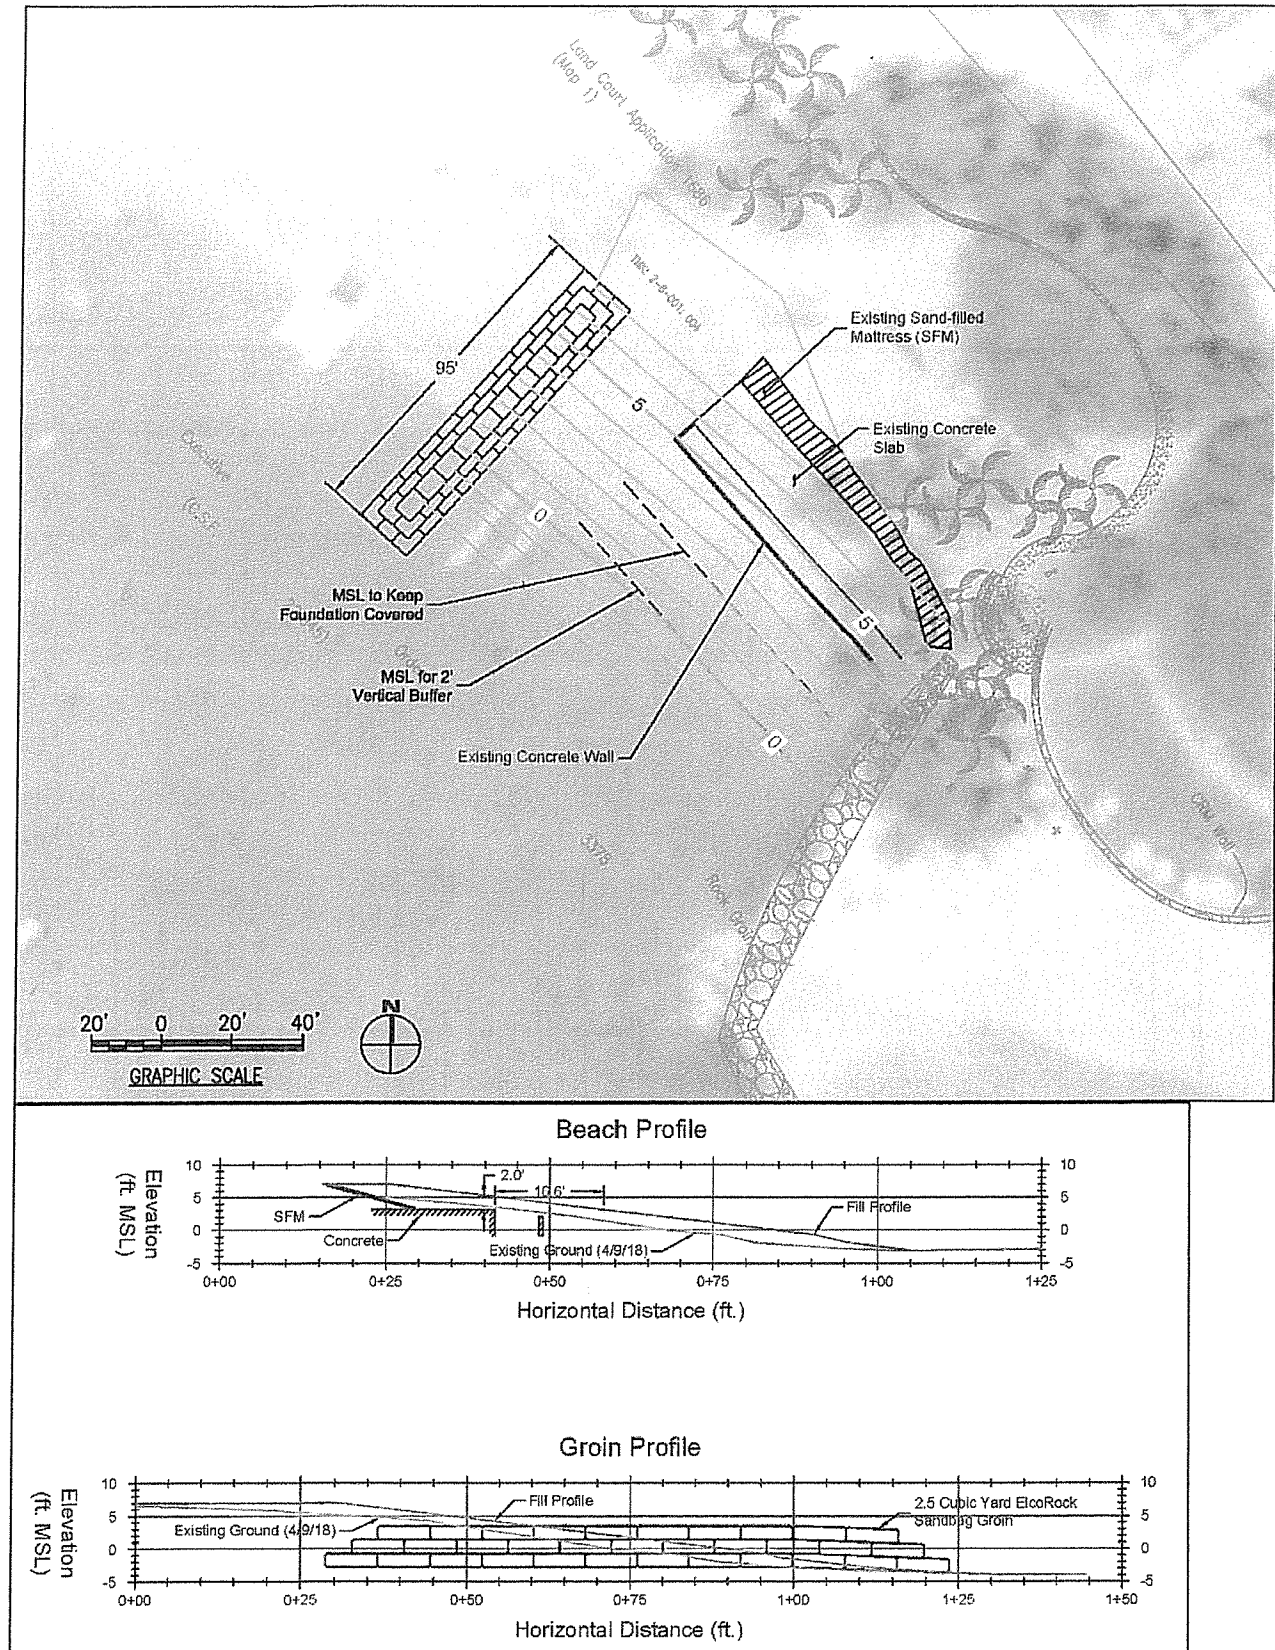 Land Court Application 1686
(Map 1)
TMK: 2-6-001: 004
Existing Sand-filled
Mattress (SFM)
95'
5
Existing Concrete
Slab
0
MSL to Keep
Foundation Covered
5
MSL for 2'
Vertical Buffer
Existing Concrete Wall
0
3375
Rock Groin
CRM Wall
N
20' 0 20' 40'
GRAPHIC SCALE
Beach Profile
Elevation
(ft. MSL)
10
5
0
-5
2.0'
10.6'
SFM
Concrete
Fill Profile
Existing Ground (4/9/18)
10
5
0
-5
0+00 0+25 0+50 0+75 1+00 1+25
Horizontal Distance (ft.)
Groin Profile
Elevation
(ft. MSL)
10
5
0
-5
Fill Profile
Existing Ground (4/9/18)
2.5 Cubic Yard ElcoRock
Sandbag Groin
10
5
0
-5
0+00 0+25 0+50 0+75 1+00 1+25 1+50
Horizontal Distance (ft.)